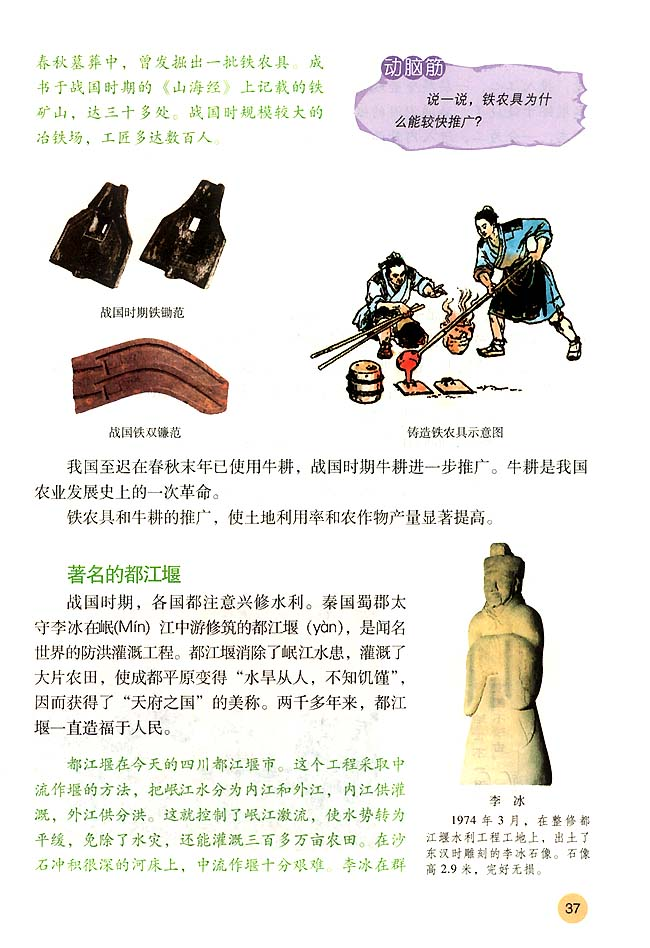 春秋墓葬中，曾发掘出一批铁农具。成
书于战国时期的《山海经》上记载的铁
矿山，达三十多处。战国时规模较大的
冶铁场，工匠多达数百人。
动脑筋
说一说，铁农具为什
么能较快推广？
战国时期铁锄范
战国铁双镰范
铸造铁农具示意图
我国至迟在春秋末年已使用牛耕，战国时期牛耕进一步推广。牛耕是我国
农业发展史上的一次革命。
铁农具和牛耕的推广，使土地利用率和农作物产量显著提高。
著名的都江堰
战国时期，各国都注意兴修水利。秦国蜀郡太
守李冰在岷(Mín) 江中游修筑的都江堰 (yàn)，是闻名
世界的防洪灌溉工程。都江堰消除了岷江水患，灌溉了
大片农田，使成都平原变得“水旱从人，不知饥馑”，
因而获得了“天府之国”的美称。两千多年来，都江
堰一直造福于人民。
都江堰在今天的四川都江堰市。这个工程采取中
流作堰的方法，把岷江水分为内江和外江，内江供灌
溉，外江供分洪。这就控制了岷江激流，使水势转为
平缓，免除了水灾，还能灌溉三百多万亩农田。在沙
石冲积很深的河床上，中流作堰十分艰难。李冰在群
李 冰
1974 年 3 月，在整修都
江堰水利工程工地上，出土了
东汉时雕刻的李冰石像。石像
高 2.9 米，完好无损。
37